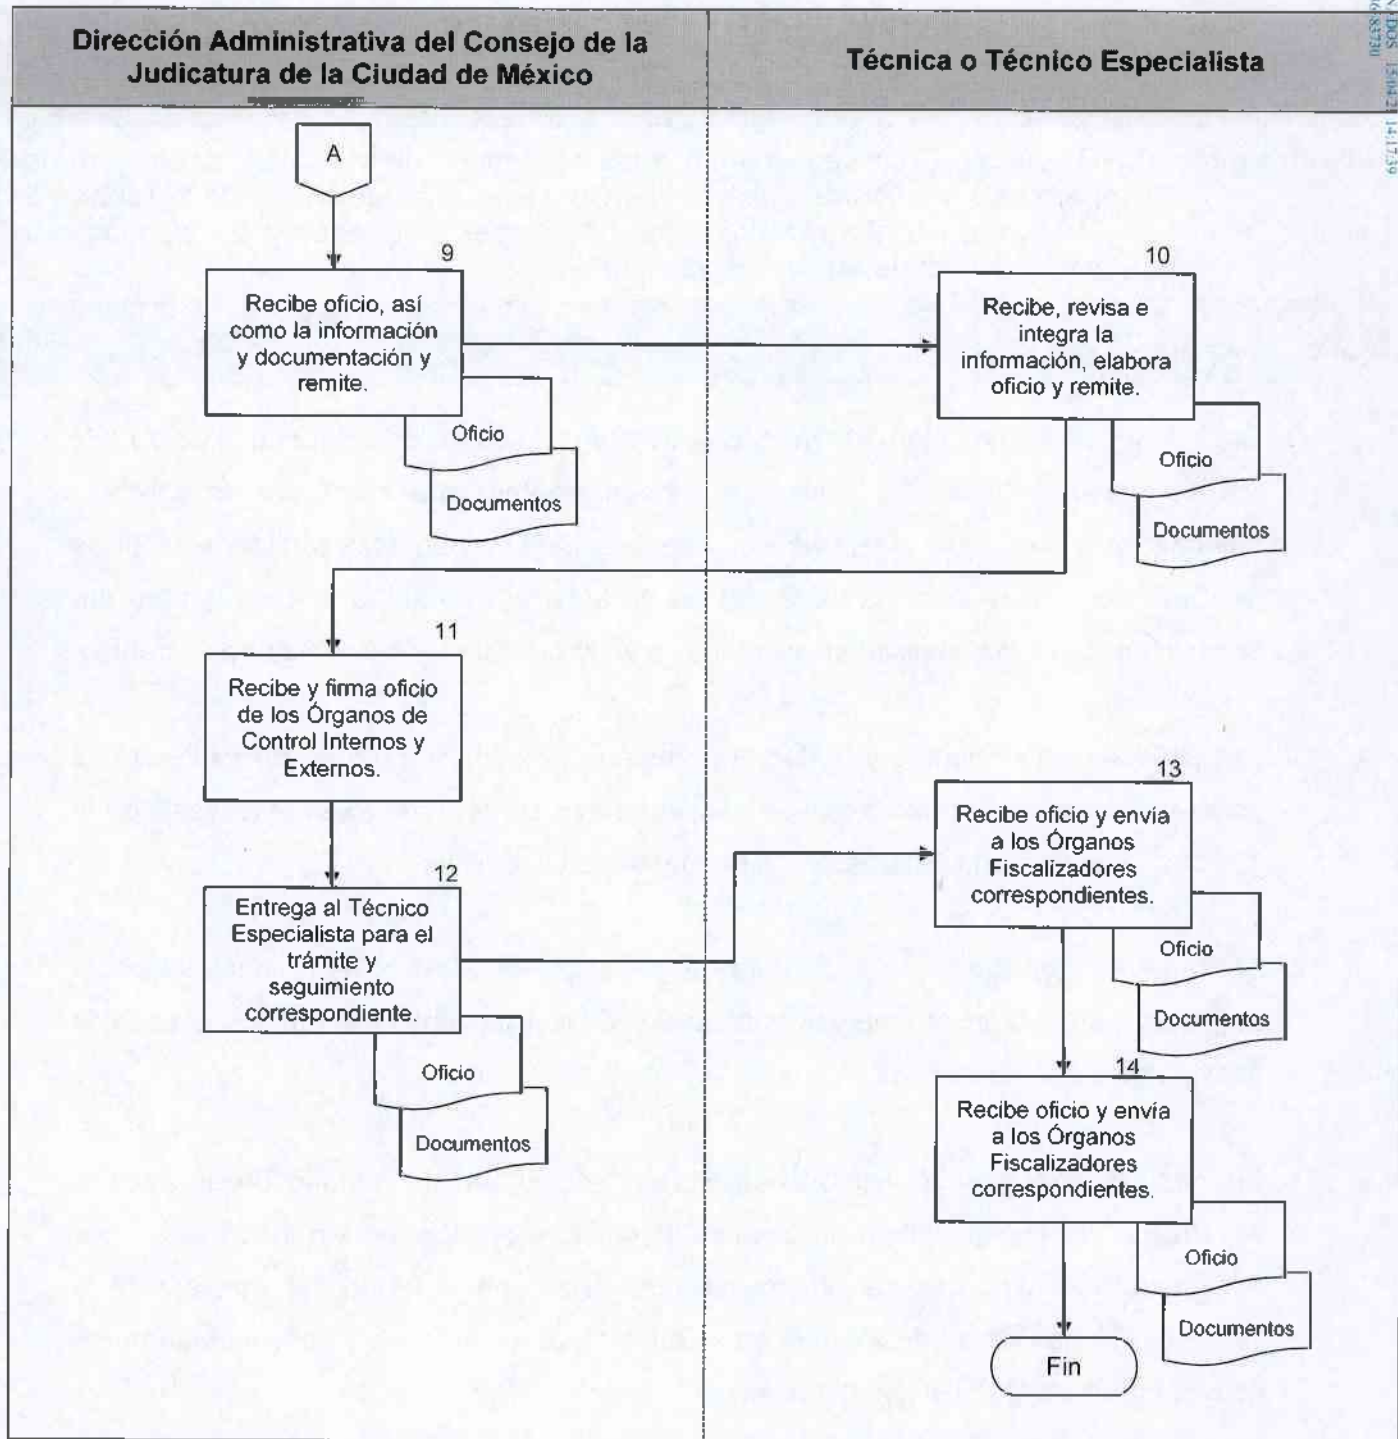 Dirección Administrativa del Consejo de la
Judicatura de la Ciudad de México
Técnica o Técnico Especialista
A
9
Recibe oficio, así
como la información
y documentación y
remite.
Oficio
Documentos
10
Recibe, revisa e
integra la
información, elabora
oficio y remite.
Oficio
Documentos
11
Recibe y firma oficio
de los Órganos de
Control Internos y
Externos.
12
Entrega al Técnico
Especialista para el
trámite y
seguimiento
correspondiente.
Oficio
Documentos
13
Recibe oficio y envía
a los Órganos
Fiscalizadores
correspondientes.
Oficio
Documentos
14
Recibe oficio y envía
a los Órganos
Fiscalizadores
correspondientes.
Oficio
Documentos
Fin